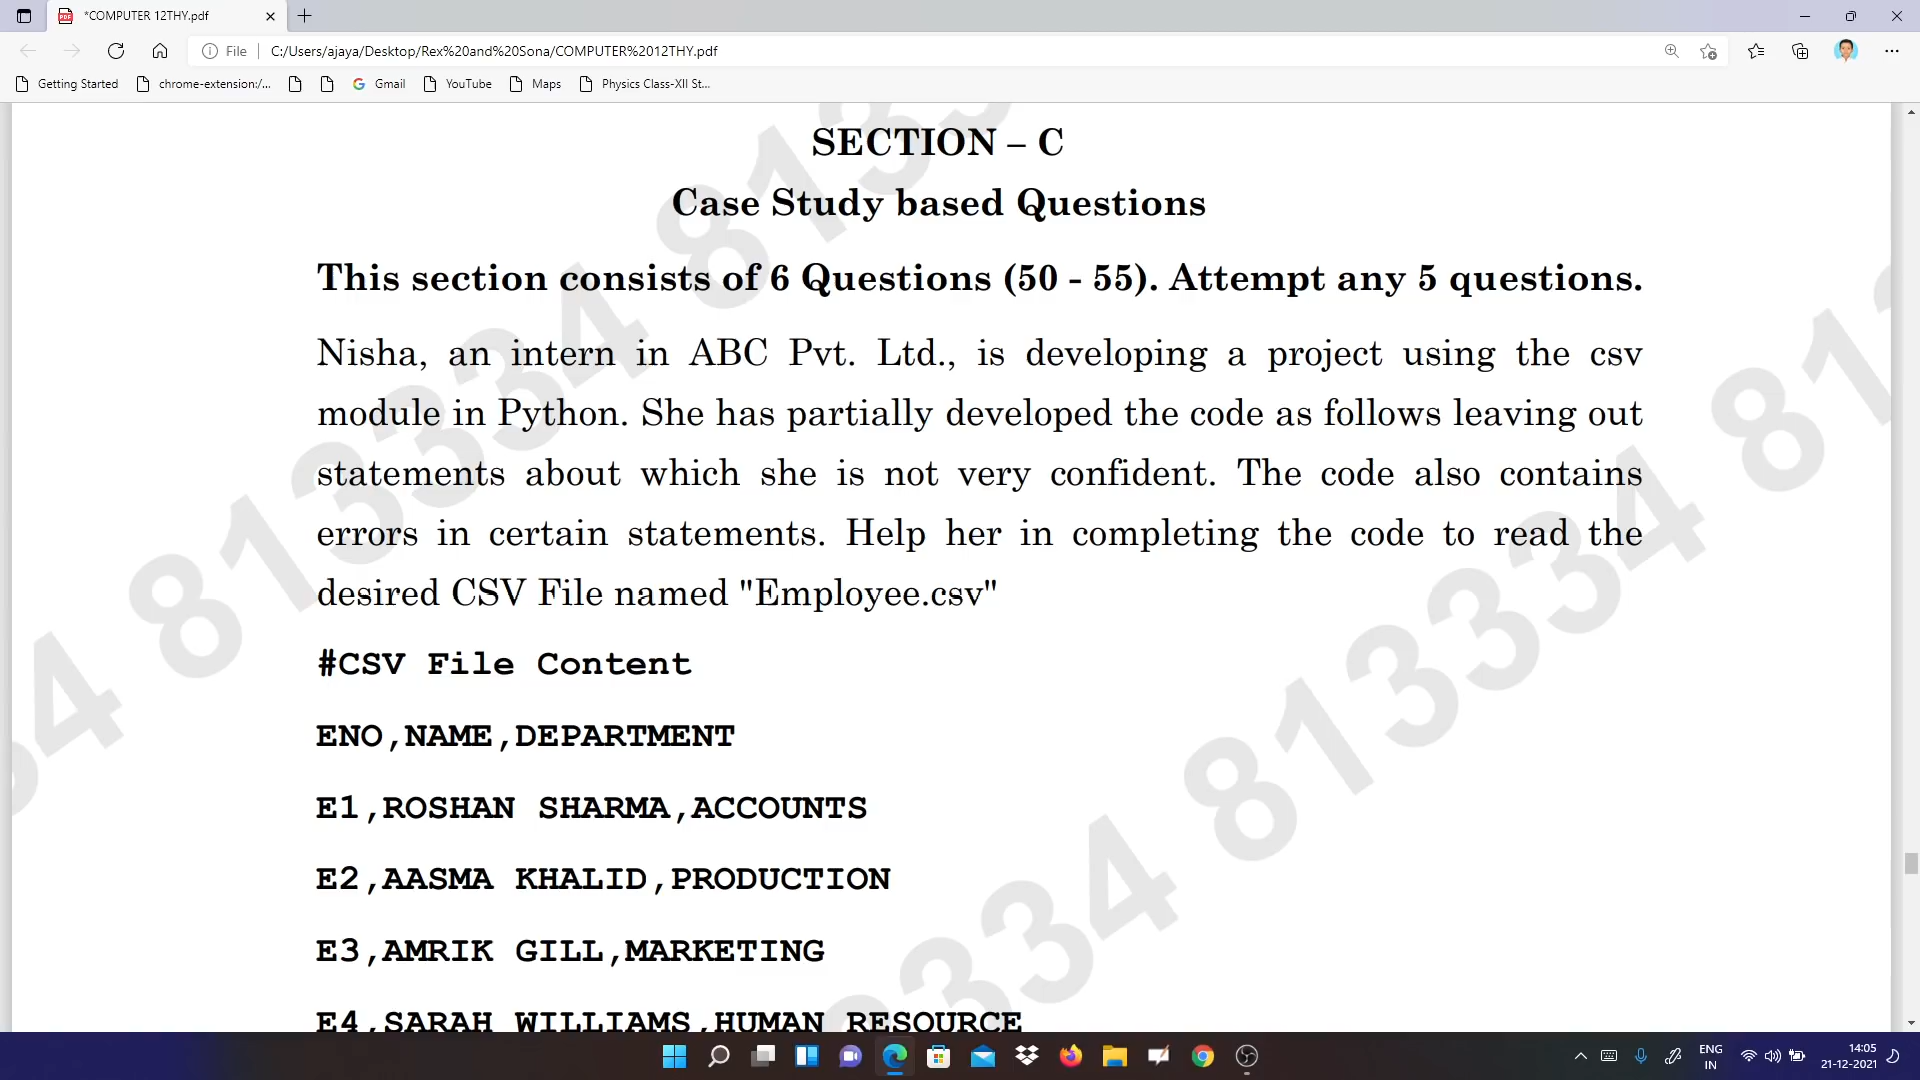 *COMPUTER 12THY.pdf
File
C:/Users/ajaya/Desktop/Rex%20and%20Sona/COMPUTER%2012THY.pdf
Getting Started
chrome-extension:/...
Gmail
YouTube
Maps
Physics Class-XII St...
SECTION – C
Case Study based Questions
This section consists of 6 Questions (50 - 55). Attempt any 5 questions.
Nisha, an intern in ABC Pvt. Ltd., is developing a project using the csv
module in Python. She has partially developed the code as follows leaving out
statements about which she is not very confident. The code also contains
errors in certain statements. Help her in completing the code to read the
desired CSV File named "Employee.csv"
#CSV File Content
ENO,NAME,DEPARTMENT
E1,ROSHAN SHARMA,ACCOUNTS
E2,AASMA KHALID,PRODUCTION
E3,AMRIK GILL,MARKETING
E4,SARAH WILLIAMS,HUMAN RESOURCE
81334
81334
81334
ENG
IN
14:05
21-12-2021